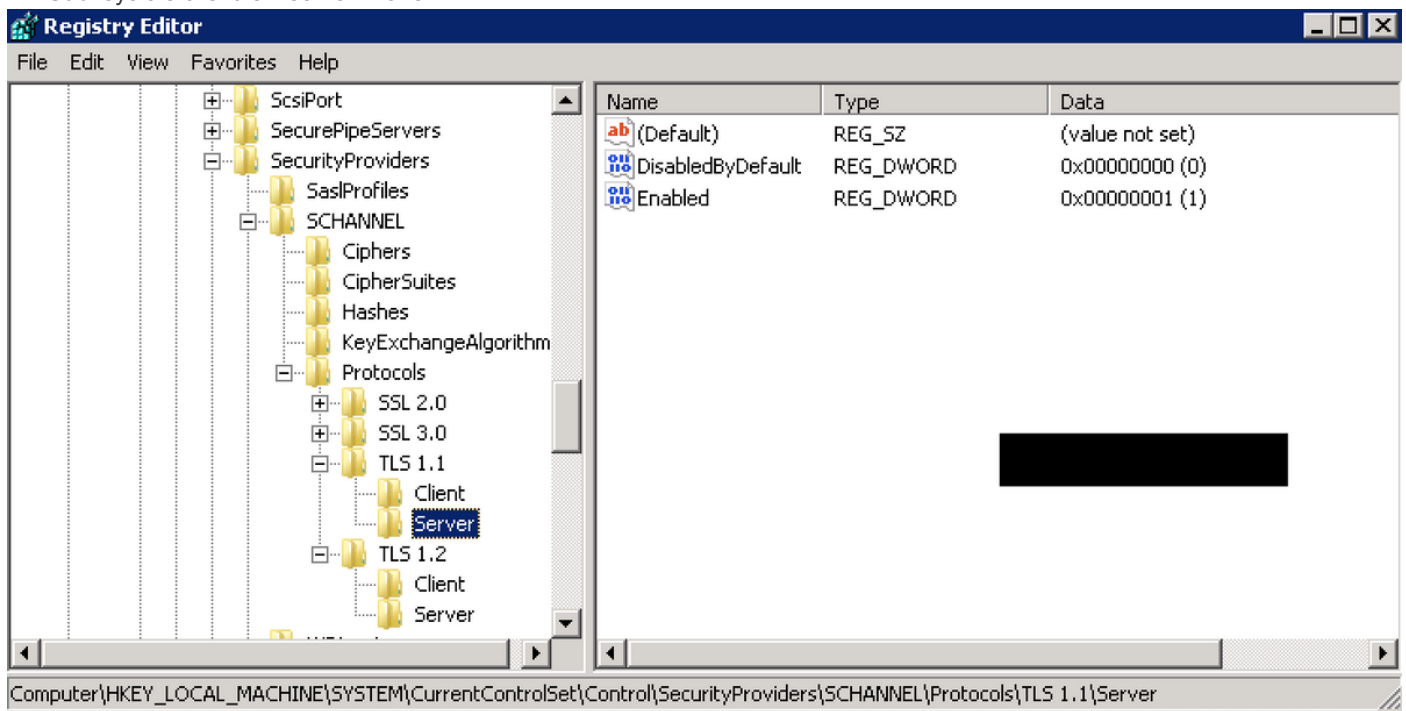 Registry Editor
File Edit View Favorites Help
ScsiPort
SecurePipeServers
SecurityProviders
SaslProfiles
SCHANNEL
Ciphers
CipherSuites
Hashes
KeyExchangeAlgorithm
Protocols
SSL 2.0
SSL 3.0
TLS 1.1
Client
Server
TLS 1.2
Client
Server
Name Type Data
(Default) REG_SZ (value not set)
DisabledByDefault REG_DWORD 0x00000000 (0)
Enabled REG_DWORD 0x00000001 (1)
Computer\HKEY_LOCAL_MACHINE\SYSTEM\CurrentControlSet\Control\SecurityProviders\SCHANNEL\Protocols\TLS 1.1\Server